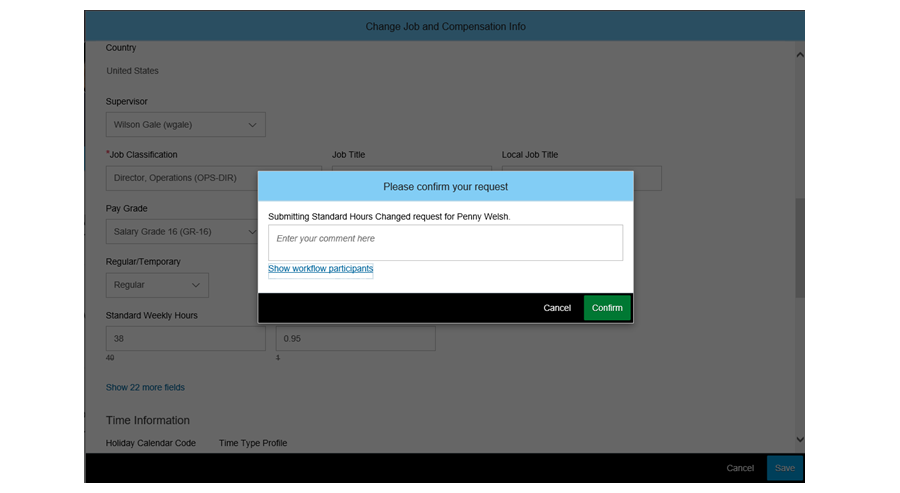 Change Job and Compensation Info
Country
United States
Supervisor
Wilson Gale (wgale)
*Job Classification Job Title Local Job Title
Director, Operations (OPS-DIR)
Please confirm your request
Pay Grade
Submitting Standard Hours Changed request for Penny Welsh.
Salary Grade 16 (GR-16)
Enter your comment here
Regular/Temporary
Show workflow participants
Regular
Cancel Confirm
Standard Weekly Hours
38 0.95
40 1
Show 22 more fields
Time Information
Holiday Calendar Code Time Type Profile
Cancel Save